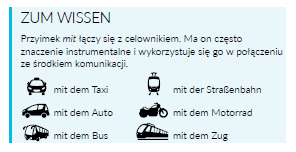 ZUM WISSEN
Przyimek mit łączy się z celownikiem. Ma on często
znaczenie instrumentalne i wykorzystuje się go w połączeniu
ze środkiem komunikacji.
mit dem Taxi
mit der Straßenbahn
mit dem Auto
mit dem Motorrad
mit dem Bus
mit dem Zug